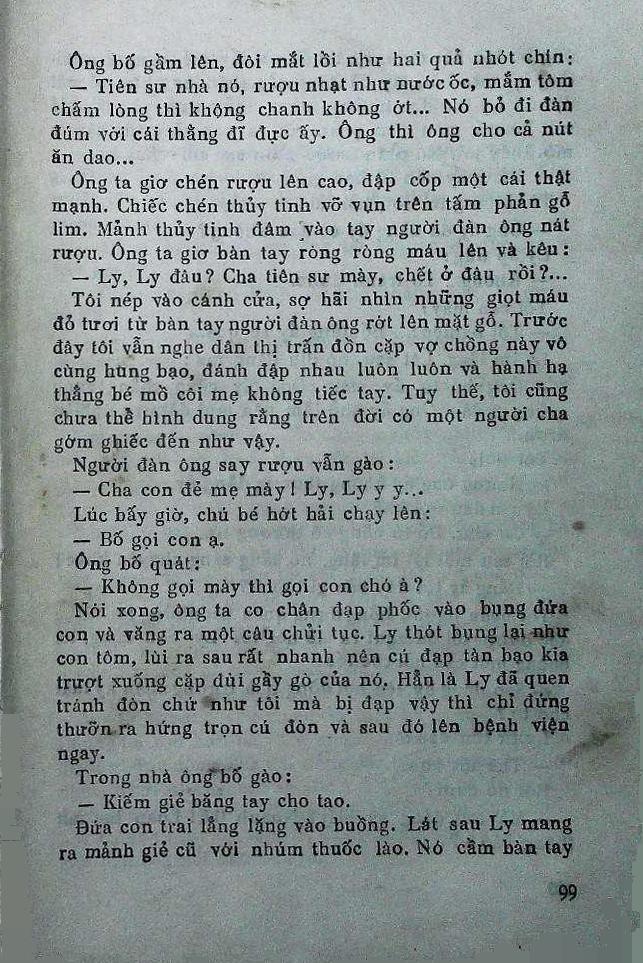 Ông bố gầm lên, đôi mắt lồi như hai quả nhót chín:
— Tiên sư nhà nó, rượu nhạt như nước ốc, mắm tôm
chấm lòng thì không chanh không ớt... Nó bỏ đi đàn
đúm với cái thằng đĩ đực ấy. Ông thì ông cho cả nút
ăn dao...
Ông ta giơ chén rượu lên cao, đập cốp một cái thật
mạnh. Chiếc chén thủy tinh vỡ vụn trên tấm phản gỗ
lim. Mảnh thủy tinh đâm vào tay người đàn ông nát
rượu. Ông ta giơ bàn tay ròng ròng máu lên và kêu:
— Ly, Ly đâu? Cha tiên sư mày, chết ở đâu rồi?...
Tôi nép vào cánh cửa, sợ hãi nhìn những giọt máu
đỏ tươi từ bàn tay người đàn ông rớt lên mặt gỗ. Trước
đây tôi vẫn nghe dân thị trấn đồn cặp vợ chồng này vô
cùng hung bạo, đánh đập nhau luôn luôn và hành hạ
thằng bé mồ côi mẹ không tiếc tay. Tuy thế, tôi cũng
chưa thể hình dung rằng trên đời có một người cha
gớm ghiếc đến như vậy.
Người đàn ông say rượu vẫn gào:
— Cha con đẻ mẹ mày! Ly, Ly y y...
Lúc bấy giờ, chú bé hớt hải chạy lên:
— Bố gọi con ạ.
Ông bố quát:
— Không gọi mày thì gọi con chó à?
Nói xong, ông ta co chân đạp phốc vào bụng đứa
con và văng ra một câu chửi tục. Ly thót bụng lại như
con tôm, lùi ra sau rất nhanh nên cú đạp tàn bạo kia
trượt xuống cặp đùi gầy gò của nó. Hẳn là Ly đã quen
tránh đòn chứ như tôi mà bị đạp vậy thì chỉ đứng
thưỡn ra hứng trọn cú đòn và sau đó lên bệnh viện
ngay.
Trong nhà ông bố gào:
— Kiếm giẻ băng tay cho tao.
Đứa con trai lẳng lặng vào buồng. Lát sau Ly mang
ra mảnh giẻ cũ với nhúm thuốc lào. Nó cầm bàn tay
99